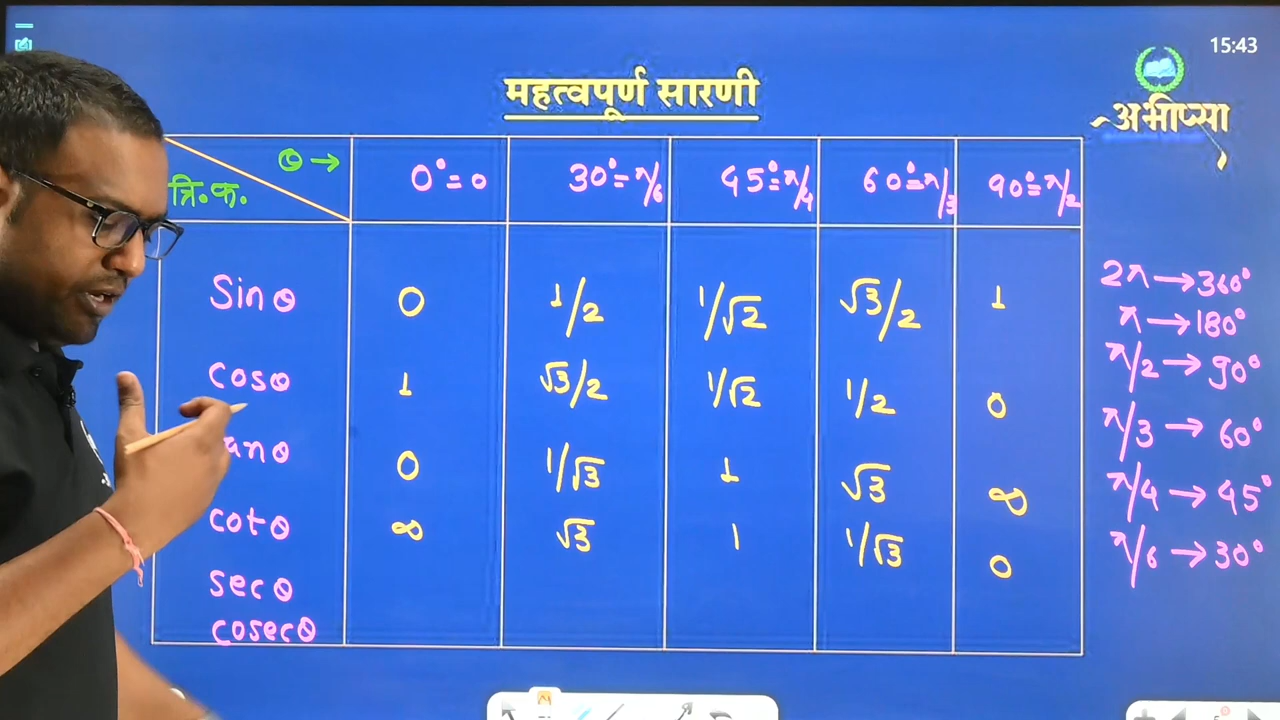 15:43
महत्वपूर्ण सारणी
अभीप्सा
त्रि.क. θ→ 0°=0 30°=π/6 45°=π/4 60°=π/3 90°=π/2
sinθ 0 1/2 1/√2 √3/2 1
cosθ 1 √3/2 1/√2 1/2 0
anθ 0 1/√3 1 √3 ∞
cotθ ∞ √3 1 1/√3 0
secθ
cosecθ
2π→360°
π→180°
π/2→90°
π/3→60°
π/4→45°
π/6→30°